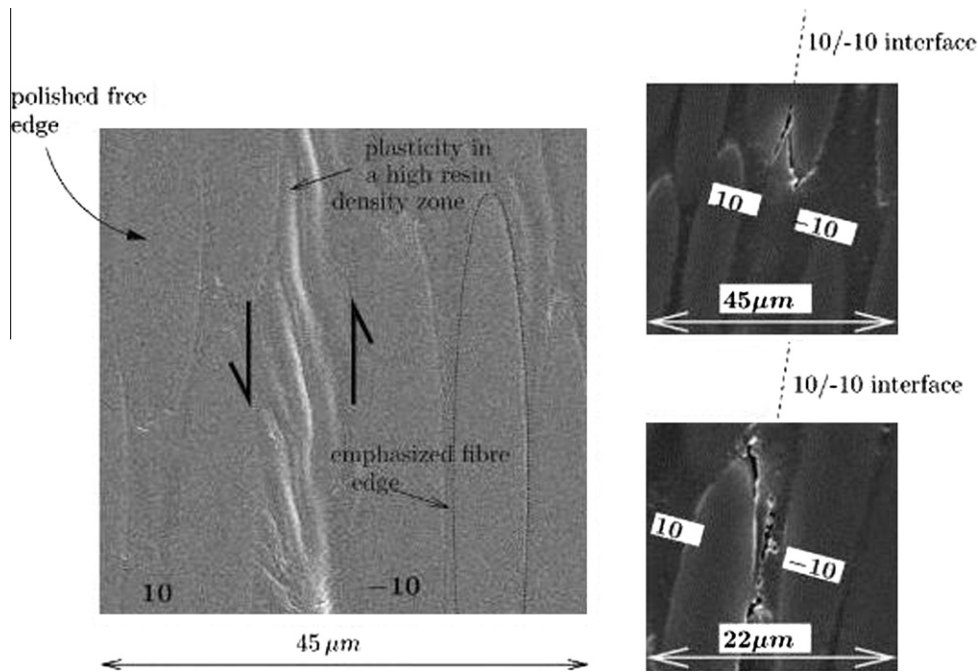 polished free
edge
plasticity in
a high resin
density zone
emphasized fibre
edge
10
−10
45 μm
10/-10 interface
10
−10
45μm
10/-10 interface
10
−10
22μm